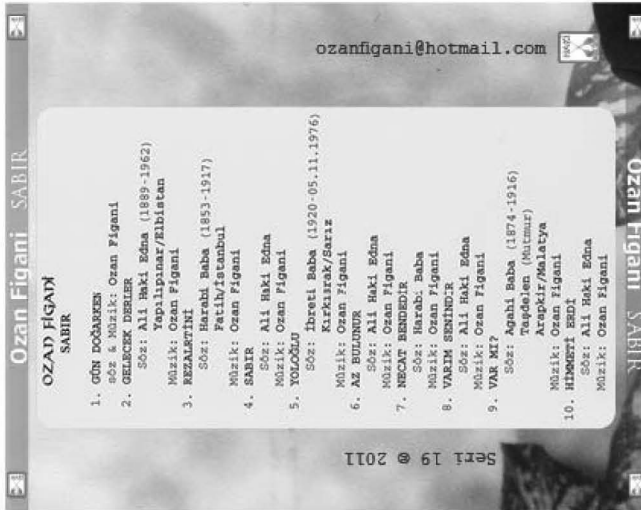 Ozan Figani SABIR
OZAN FİGANİ
SABIR
1. GÜN DOĞARKEN
söz & Müzik: Ozan Figani
2. GELECEK DERLER
Söz: Ali Haki Edna (1889-1962)
Yapılıpınar/Elbistan
Müzik: Ozan Figani
3. REZALETİNİ
Söz: Harabi Baba (1853-1917)
Fatih/İstanbul
Müzik: Ozan Figani
4. SABIR
Söz: Ali Haki Edna
Müzik: Ozan Figani
5. YOLOĞLU
Söz: İbreti Baba (1920-05.11.1976)
Kırkısrak/Sarız
Müzik: Ozan Figani
6. AZ BULUNUR
Söz: Ali Haki Edna
Müzik: Ozan Figani
7. NECAT BENDEDİR
Söz: Harabi Baba
Müzik: Ozan Figani
8. VARIM SENİNDİR
Söz: Ali Haki Edna
Müzik: Ozan Figani
9. VAR MI?
Söz: Agahi Baba (1874-1916)
Taşdelen (Mutmur)
Arapkir/Malatya
Müzik: Ozan Figani
10. HİMMETİ ERDİ
Söz: Ali Haki Edna
Müzik: Ozan Figani
ozanfigani@hotmail.com
Seri 19 ® 2011
Ozan Figani SABIR